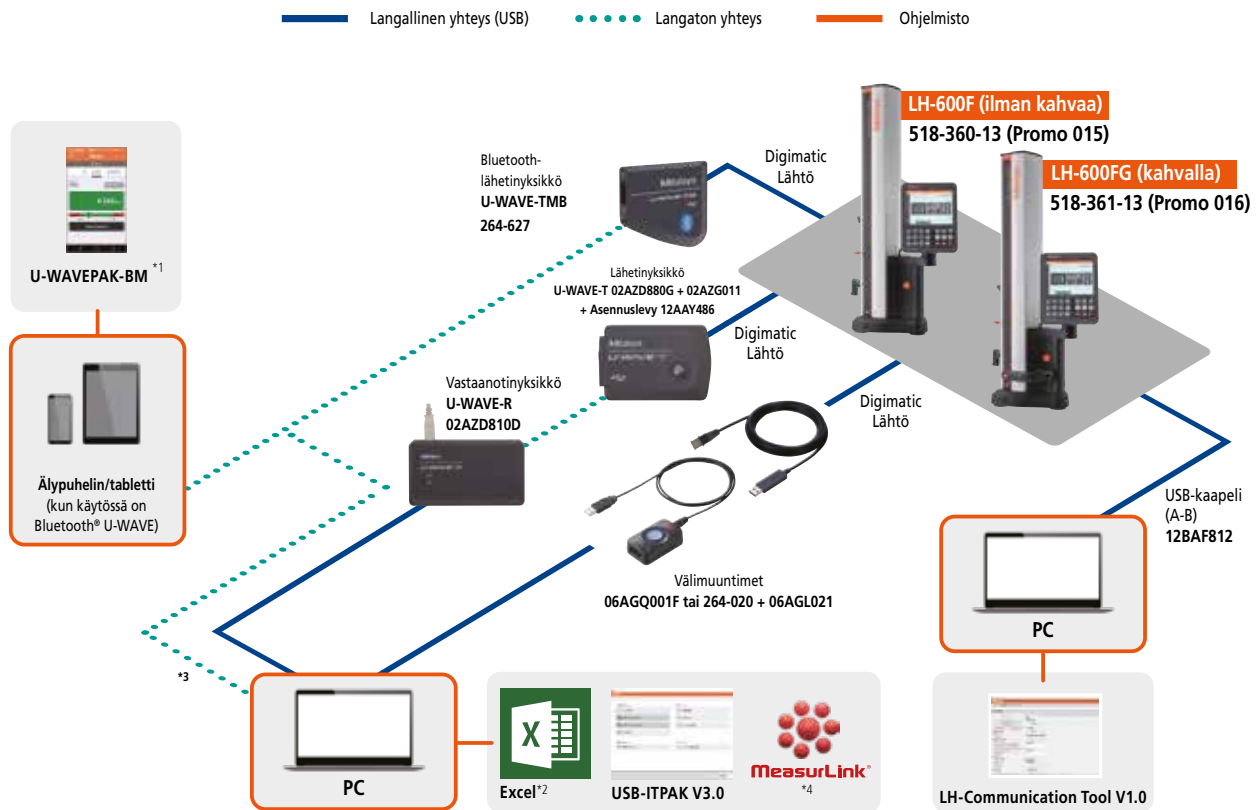 Langallinen yhteys (USB)
Langaton yhteys
Ohjelmisto
LH-600F (ilman kahvaa)
518-360-13 (Promo 015)
LH-600FG (kahvalla)
518-361-13 (Promo 016)
Digimatic
Lähtö
Bluetooth-
lähetinyksikkö
U-WAVE-TMB
264-627
Mitutoyo
U-WAVEPAK-BM *1
Lähetinyksikkö
U-WAVE-T 02AZD880G + 02AZG011
+ Asennuslevy 12AAY486
Mitutoyo
U-WAVE-T
Digimatic
Lähtö
Vastaanotinyksikkö
U-WAVE-R
02AZD810D
Digimatic
Lähtö
Älypuhelin/tabletti
(kun käytössä on
Bluetooth® U-WAVE)
USB-kaapeli
(A-B)
12BAF812
Välimuuntimet
06AGQ001F tai 264-020 + 06AGL021
PC
*3
PC
X
Excel*2
USB-ITPAK V3.0
MeasurLink®
*4
LH-Communication Tool V1.0